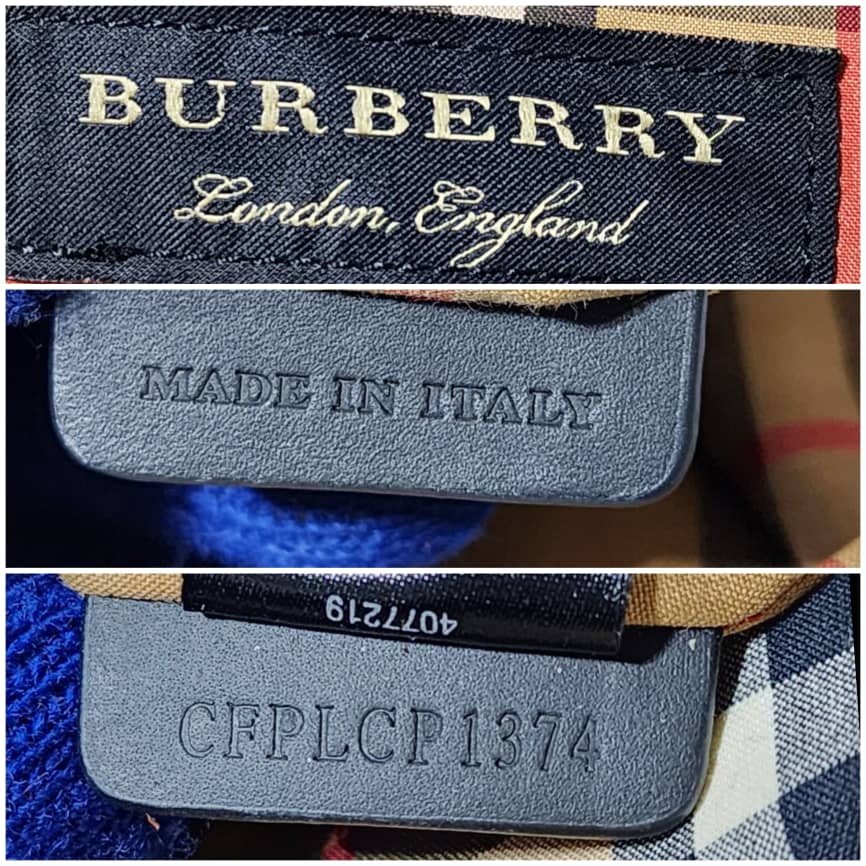 BURBERRY
London, England
MADE IN ITALY
4077219
CFPLCP1374